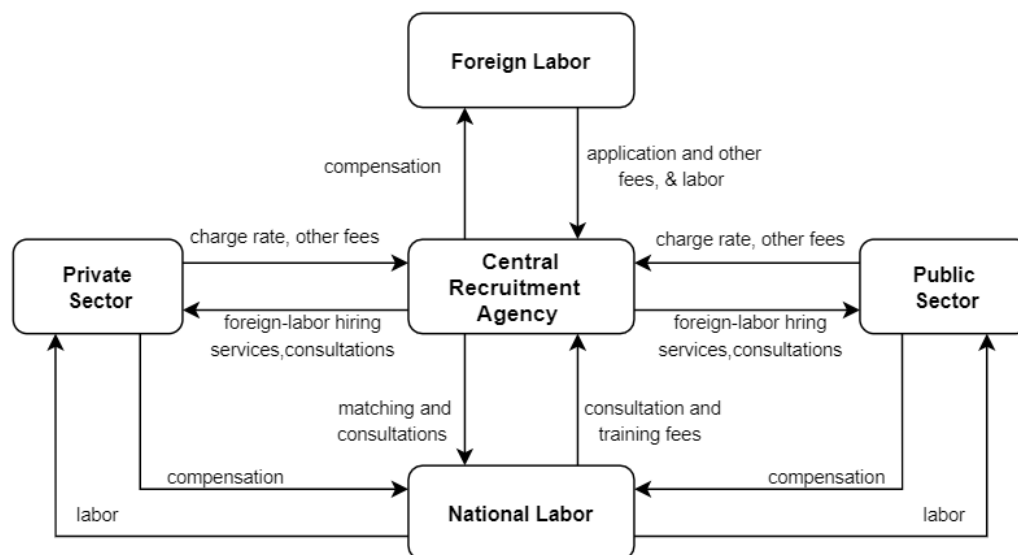 Foreign Labor
compensation
application and other
fees, & labor
charge rate, other fees
charge rate, other fees
Private
Sector
Central
Recruitment
Agency
Public
Sector
foreign-labor hiring
services,consultations
foreign-labor hring
services,consultations
matching and
consultations
consultation and
training fees
compensation
compensation
National Labor
labor
labor